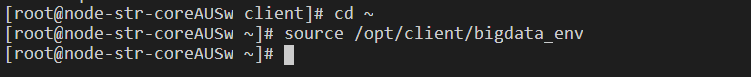 [root@node-str-coreAUSw client]# cd ~
[root@node-str-coreAUSw ~]# source /opt/client/bigdata_env
[root@node-str-coreAUSw ~]#